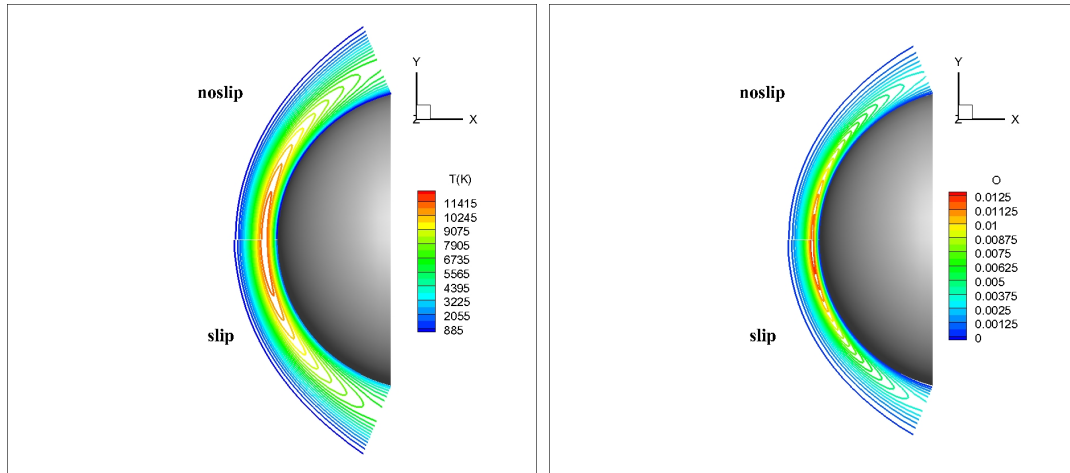 noslip
Y
Z
X
T(K)
11415
10245
9075
7905
6735
5565
4395
3225
2055
885
slip
noslip
Y
Z
X
O
0.0125
0.01125
0.01
0.00875
0.0075
0.00625
0.005
0.00375
0.0025
0.00125
0
slip